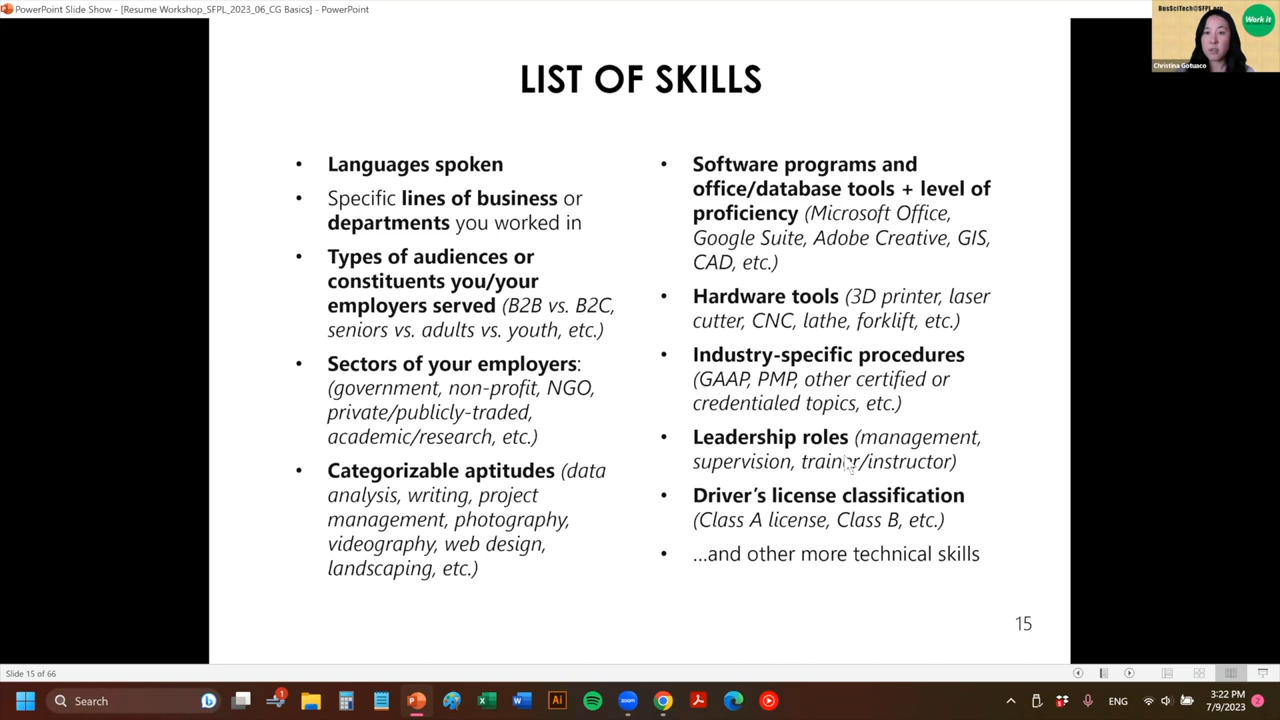 PowerPoint Slide Show - [Resume Workshop_SFPL_2023_06_CG Basics] - PowerPoint
BusSciTech@SFPL.org
Work it
Christina Gotuaco
LIST OF SKILLS
• Languages spoken
• Specific lines of business or
departments you worked in
• Types of audiences or
constituents you/your
employers served (B2B vs. B2C,
seniors vs. adults vs. youth, etc.)
• Sectors of your employers:
(government, non-profit, NGO,
private/publicly-traded,
academic/research, etc.)
• Categorizable aptitudes (data
analysis, writing, project
management, photography,
videography, web design,
landscaping, etc.)
• Software programs and
office/database tools + level of
proficiency (Microsoft Office,
Google Suite, Adobe Creative, GIS,
CAD, etc.)
• Hardware tools (3D printer, laser
cutter, CNC, lathe, forklift, etc.)
• Industry-specific procedures
(GAAP, PMP, other certified or
credentialed topics, etc.)
• Leadership roles (management,
supervision, trainer/instructor)
• Driver’s license classification
(Class A license, Class B, etc.)
• ...and other more technical skills
15
Slide 15 of 66
Search
1
zoom
Ai
ENG
3:22 PM
7/9/2023
2